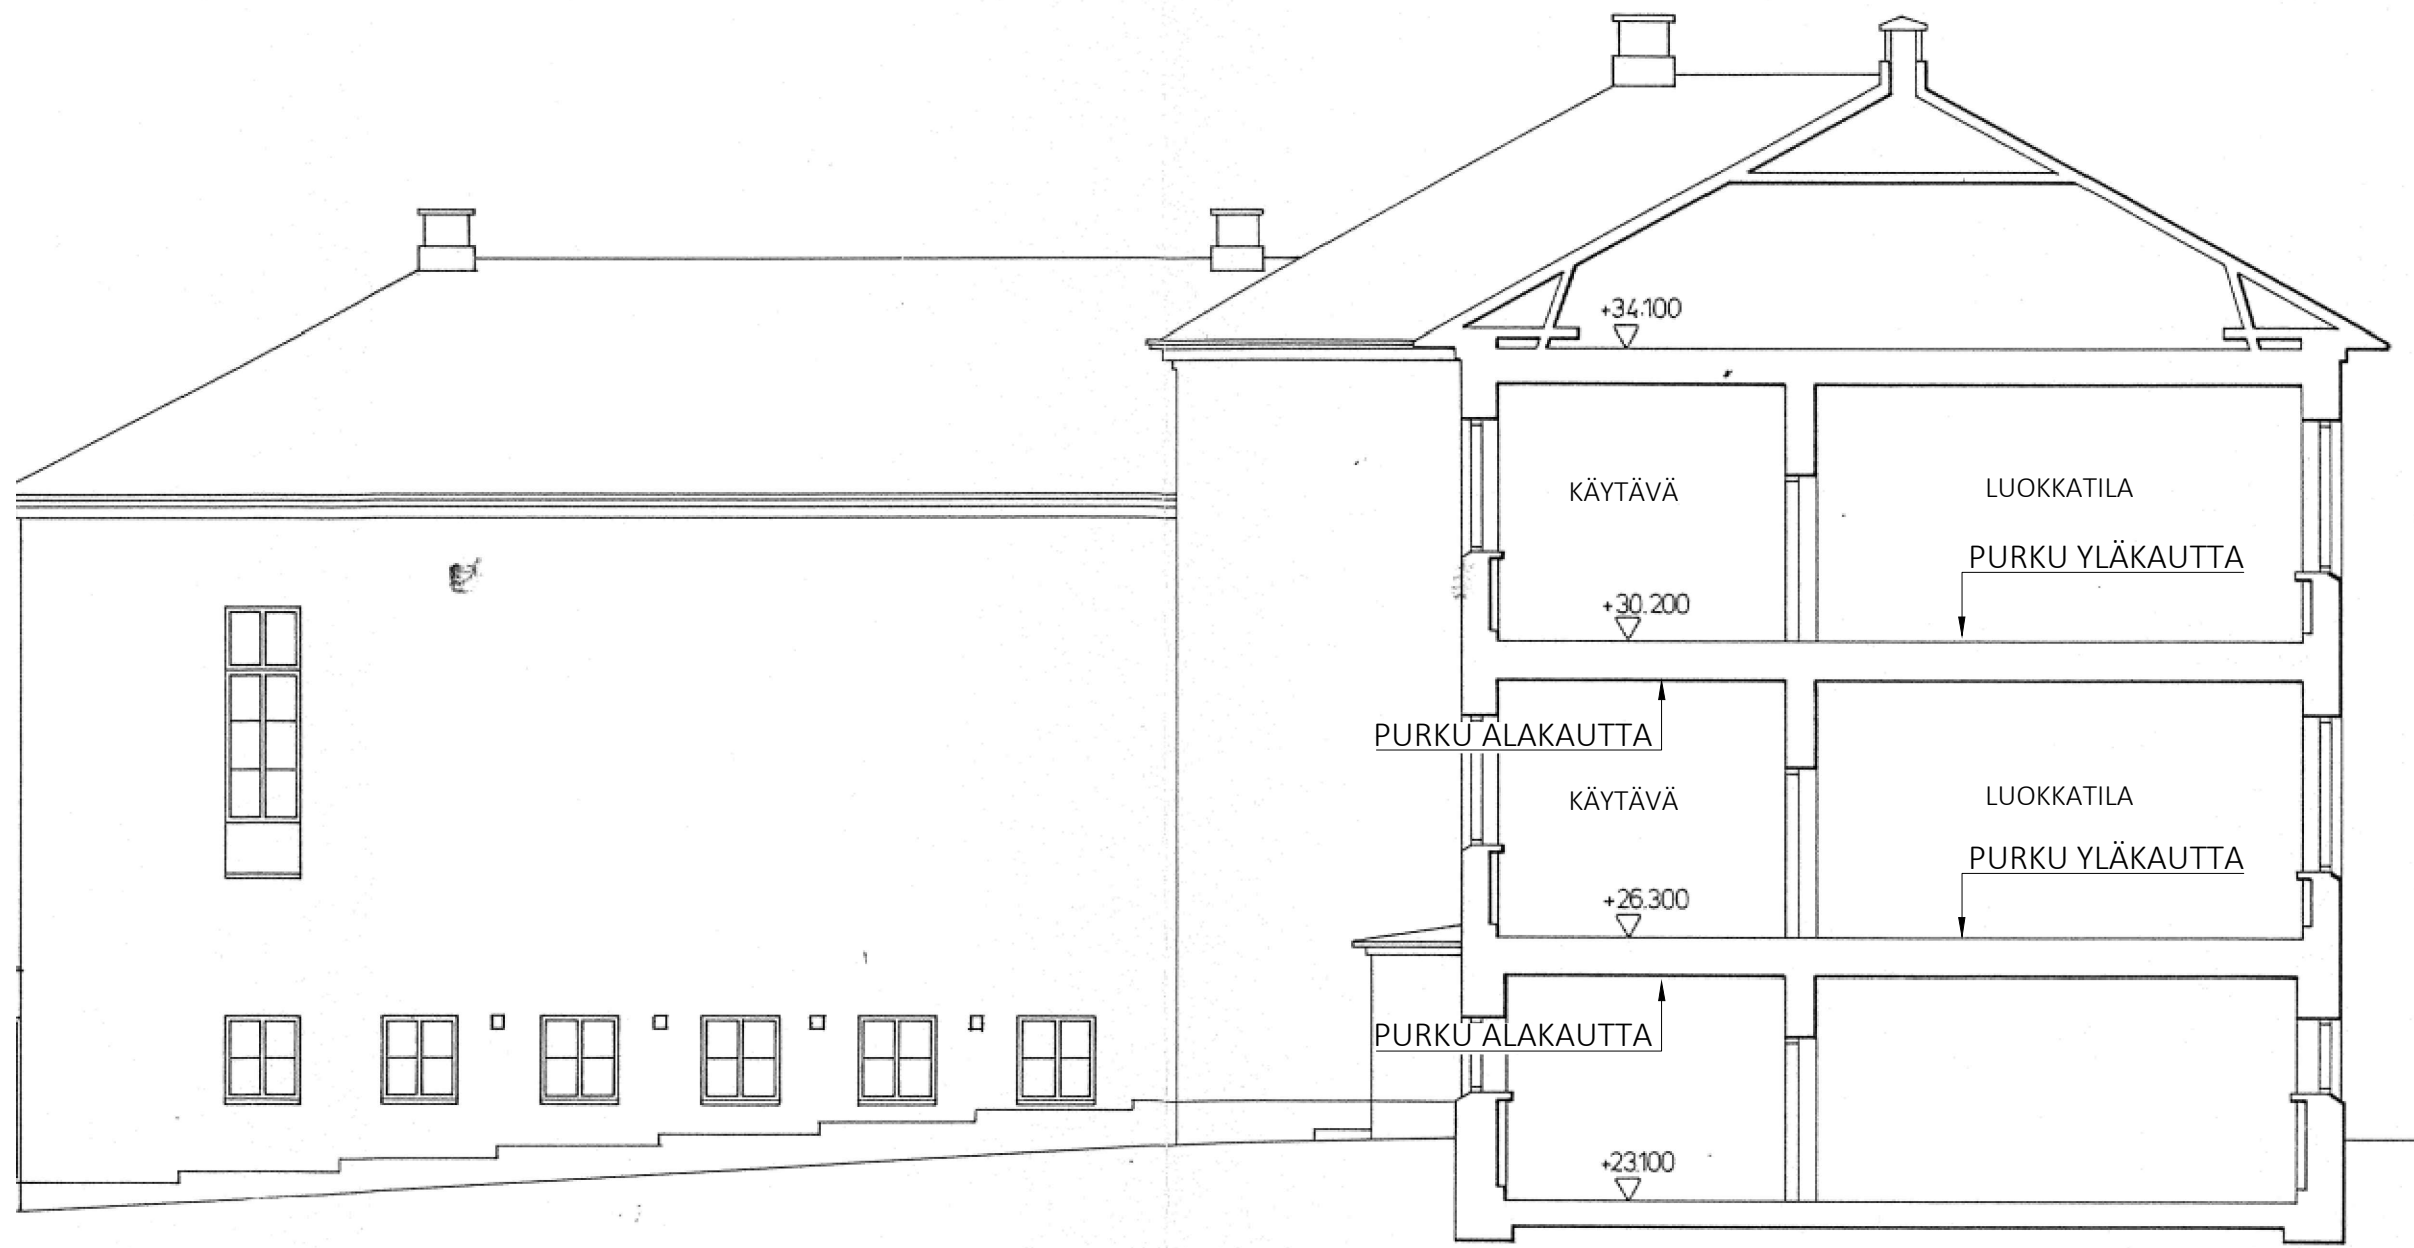 +34.100
KÄYTÄVÄ
LUOKKATILA
PURKU YLÄKAUTTA
+30.200
PURKU ALAKAUTTA
KÄYTÄVÄ
LUOKKATILA
PURKU YLÄKAUTTA
+26.300
PURKU ALAKAUTTA
+23.100